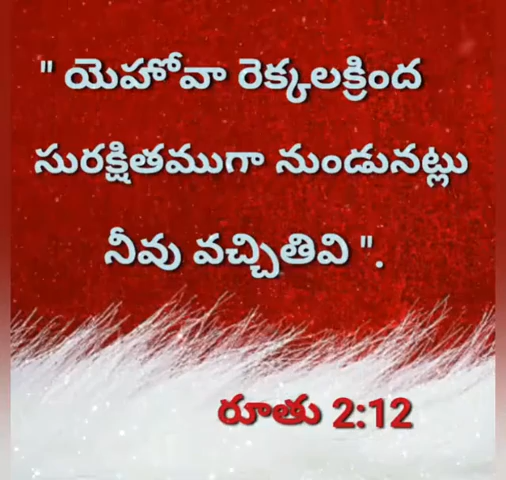 " యెహోవా రెక్కలక్రింద
సురక్షితముగా నుండునట్లు
నీవు వచ్చితివి ".
రూతు 2:12